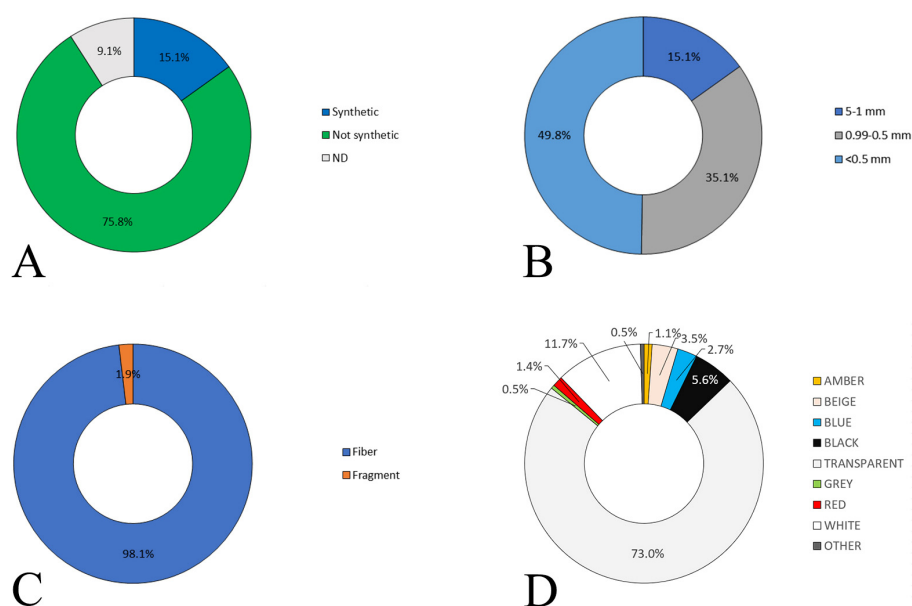 9.1%
15.1%
75.8%
Synthetic
Not synthetic
ND
A
15.1%
49.8%
35.1%
5-1 mm
0.99-0.5 mm
<0.5 mm
B
1.9%
98.1%
Fiber
Fragment
C
0.5%
1.1%
3.5%
2.7%
11.7%
1.4%
0.5%
5.6%
73.0%
AMBER
BEIGE
BLUE
BLACK
TRANSPARENT
GREY
RED
WHITE
OTHER
D